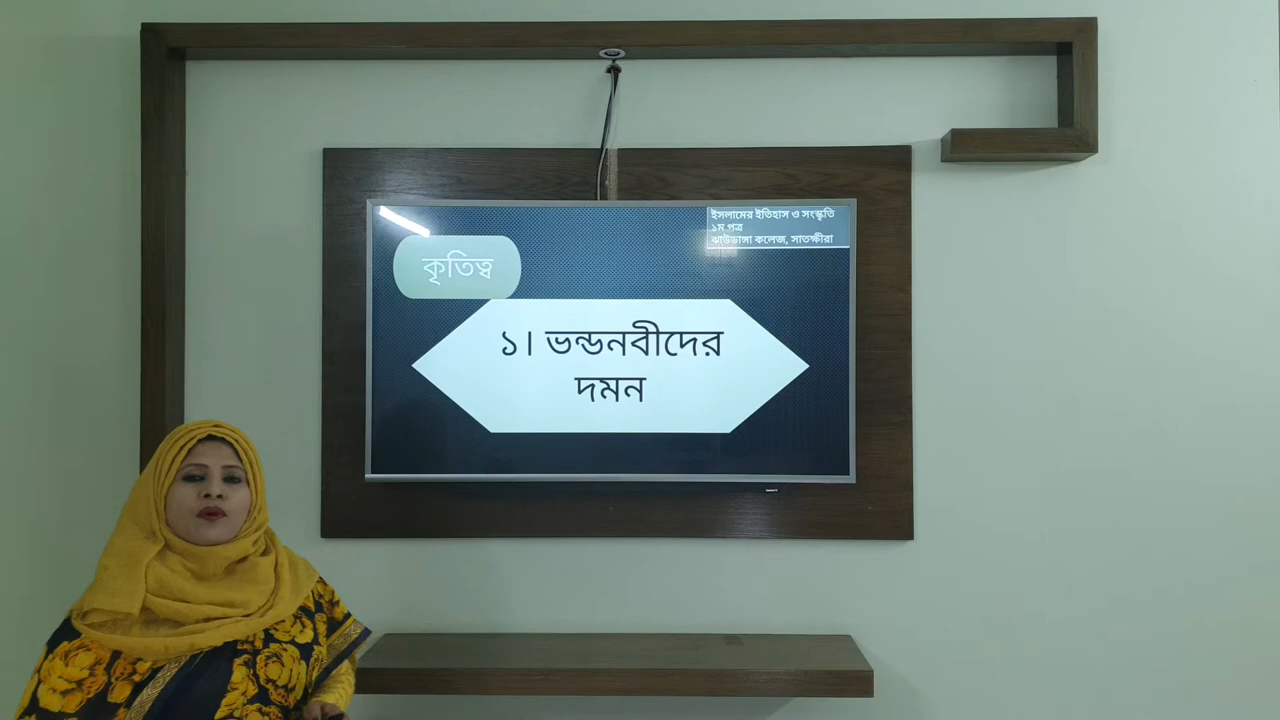 ইসলামের ইতিহাস ও সংস্কৃতি
১ম পত্র
ঝাউডাঙ্গা কলেজ, সাতক্ষীরা
কৃতিত্ব
১। ভন্ডনবীদের
দমন